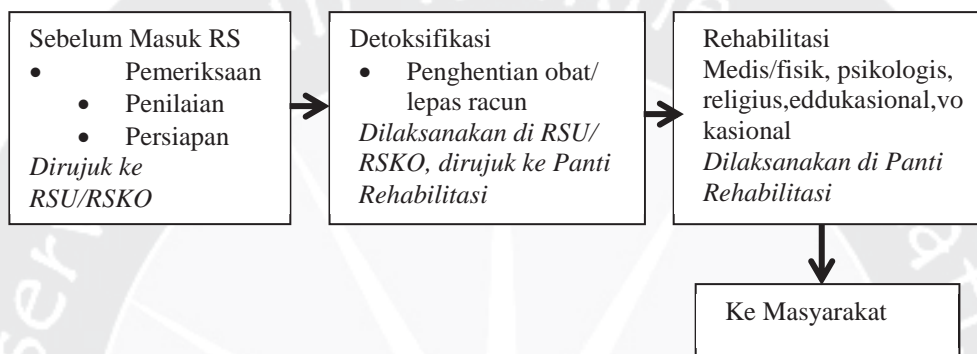 Sebelum Masuk RS
• Pemeriksaan
• Penilaian
• Persiapan
Dirujuk ke
RSU/RSKO
Detoksifikasi
• Penghentian obat/
lepas racun
Dilaksanakan di RSU/
RSKO, dirujuk ke Panti
Rehabilitasi
Rehabilitasi
Medis/fisik, psikologis,
religius,eddukasional,vo
kasional
Dilaksanakan di Panti
Rehabilitasi
Ke Masyarakat